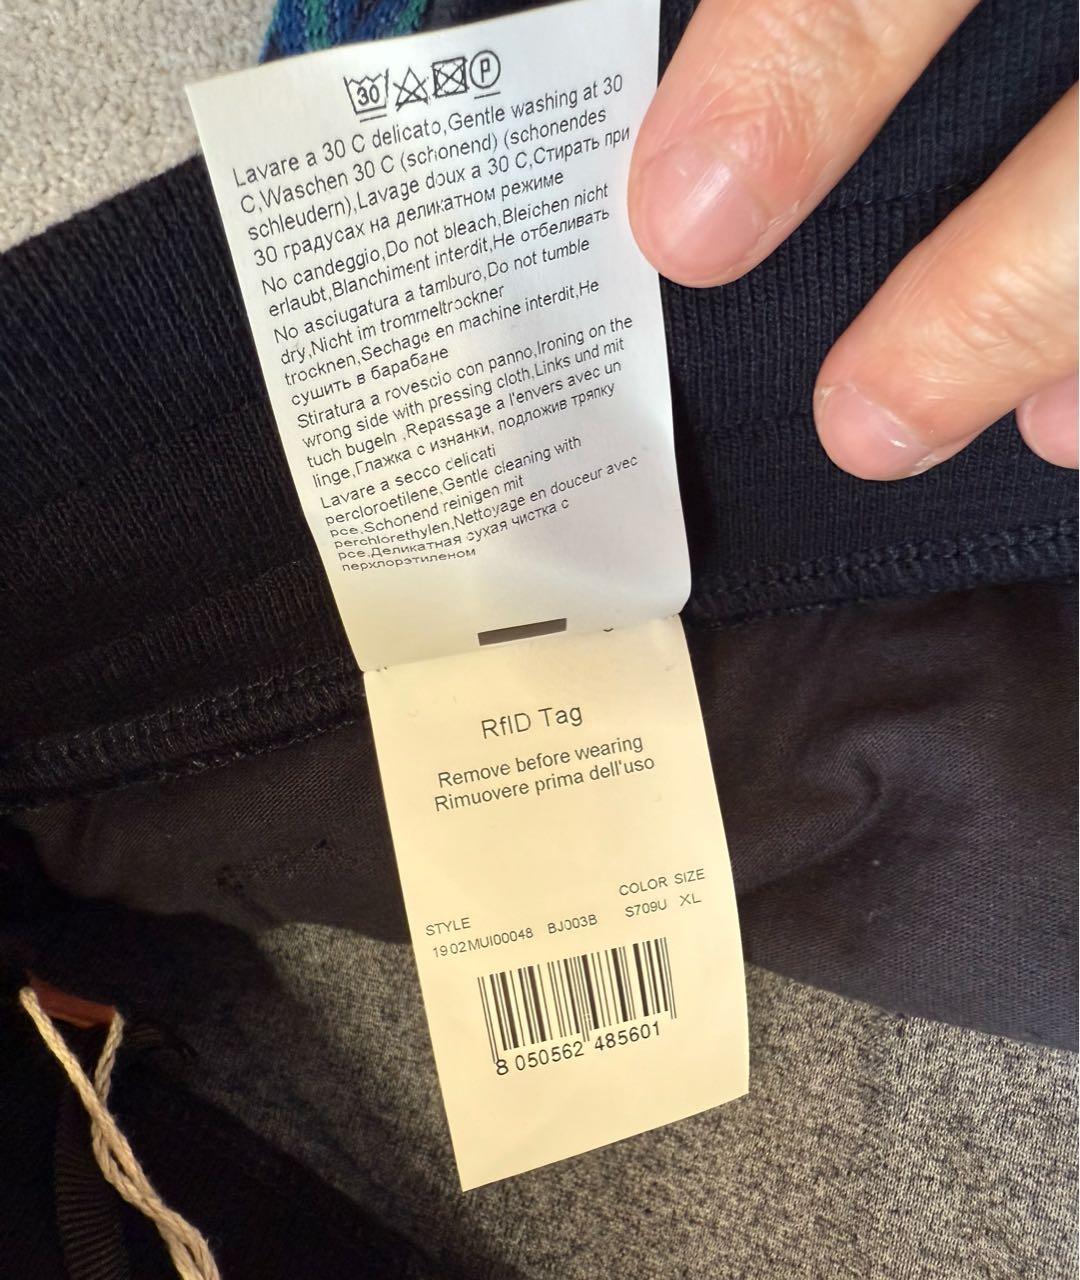 30 P
Lavare a 30 C delicato,Gentle washing at 30
C,Waschen 30 C (schonend) (schonendes
schleudern),Lavage doux a 30 C,Стирать при
30 градусах на деликатном режиме
No candeggio,Do not bleach,Bleichen nicht
erlaubt,Blanchiment interdit,Не отбеливать
No asciugatura a tamburo,Do not tumble
dry,Nicht im trommeltrockner
trocknen,Sechage en machine interdit,Не
сушить в барабане
Stiratura a rovescio con panno,Ironing on the
wrong side with pressing cloth,Links und mit
tuch bugeln ,Repassage a l'envers avec un
linge,Глажка с изнанки, подложив тряпку
Lavare a secco delicati
percloroetilene,Gentle cleaning with
pce,Schonend reinigen mit
perchlorethylen,Nettoyage en douceur avec
pce,Деликатная сухая чистка с
перхлорэтиленом
RfID Tag
Remove before wearing
Rimuovere prima dell'uso
STYLE COLOR SIZE
1902MUI00048 BJ003B S709U XL
8 050562 485601